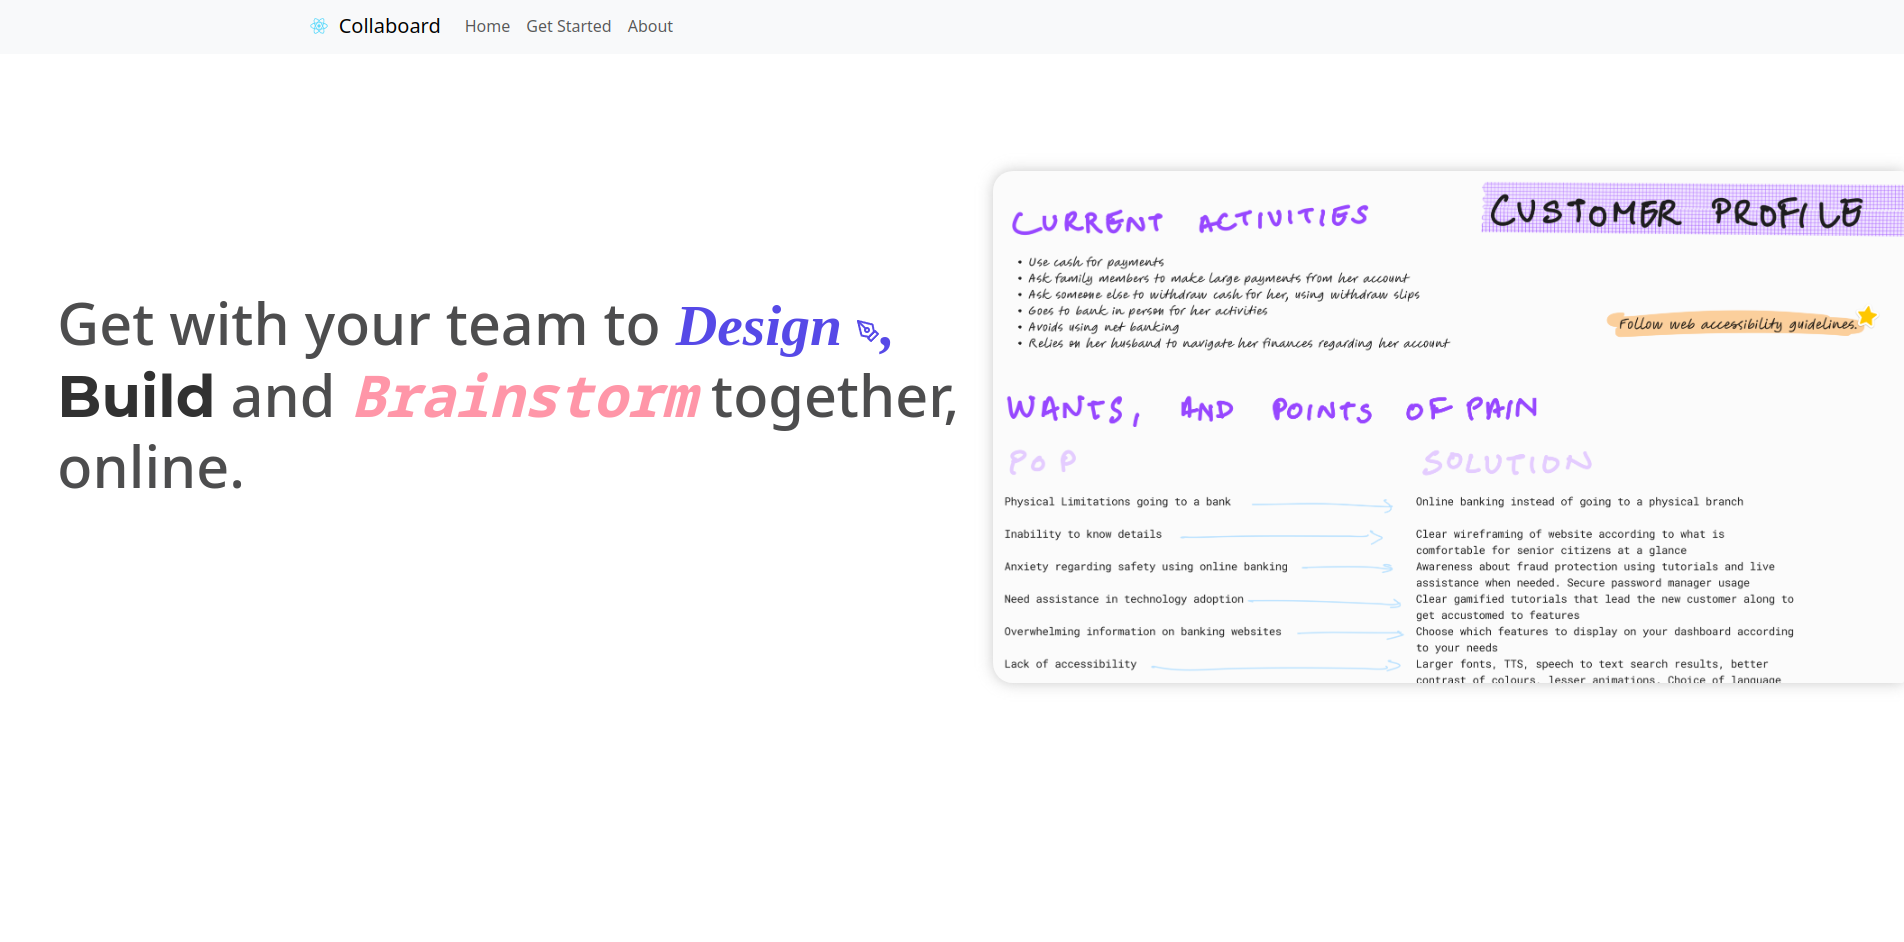 Collaboard Home Get Started About
Get with your team to Design ,
Build and Brainstorm together,
online.
CUSTOMER PROFILE
CURRENT ACTIVITIES
• Use cash for payments
• Ask family members to make large payments from her account
• Ask someone else to withdraw cash for her, using withdraw slips
• Goes to bank in person for her activities
• Avoids using net banking
• Relies on her husband to navigate her finances regarding her account
Follow web accessibility guidelines.
WANTS, AND POINTS OF PAIN
POP
SOLUTION
Physical Limitations going to a bank
Online banking instead of going to a physical branch
Inability to know details
Clear wireframing of website according to what is
comfortable for senior citizens at a glance
Anxiety regarding safety using online banking
Awareness about fraud protection using tutorials and live
assistance when needed. Secure password manager usage
Need assistance in technology adoption
Clear gamified tutorials that lead the new customer along to
get accustomed to features
Overwhelming information on banking websites
Choose which features to display on your dashboard according
to your needs
Lack of accessibility
Larger fonts, TTS, speech to text search results, better
contrast of colours, lesser animations. Choice of language